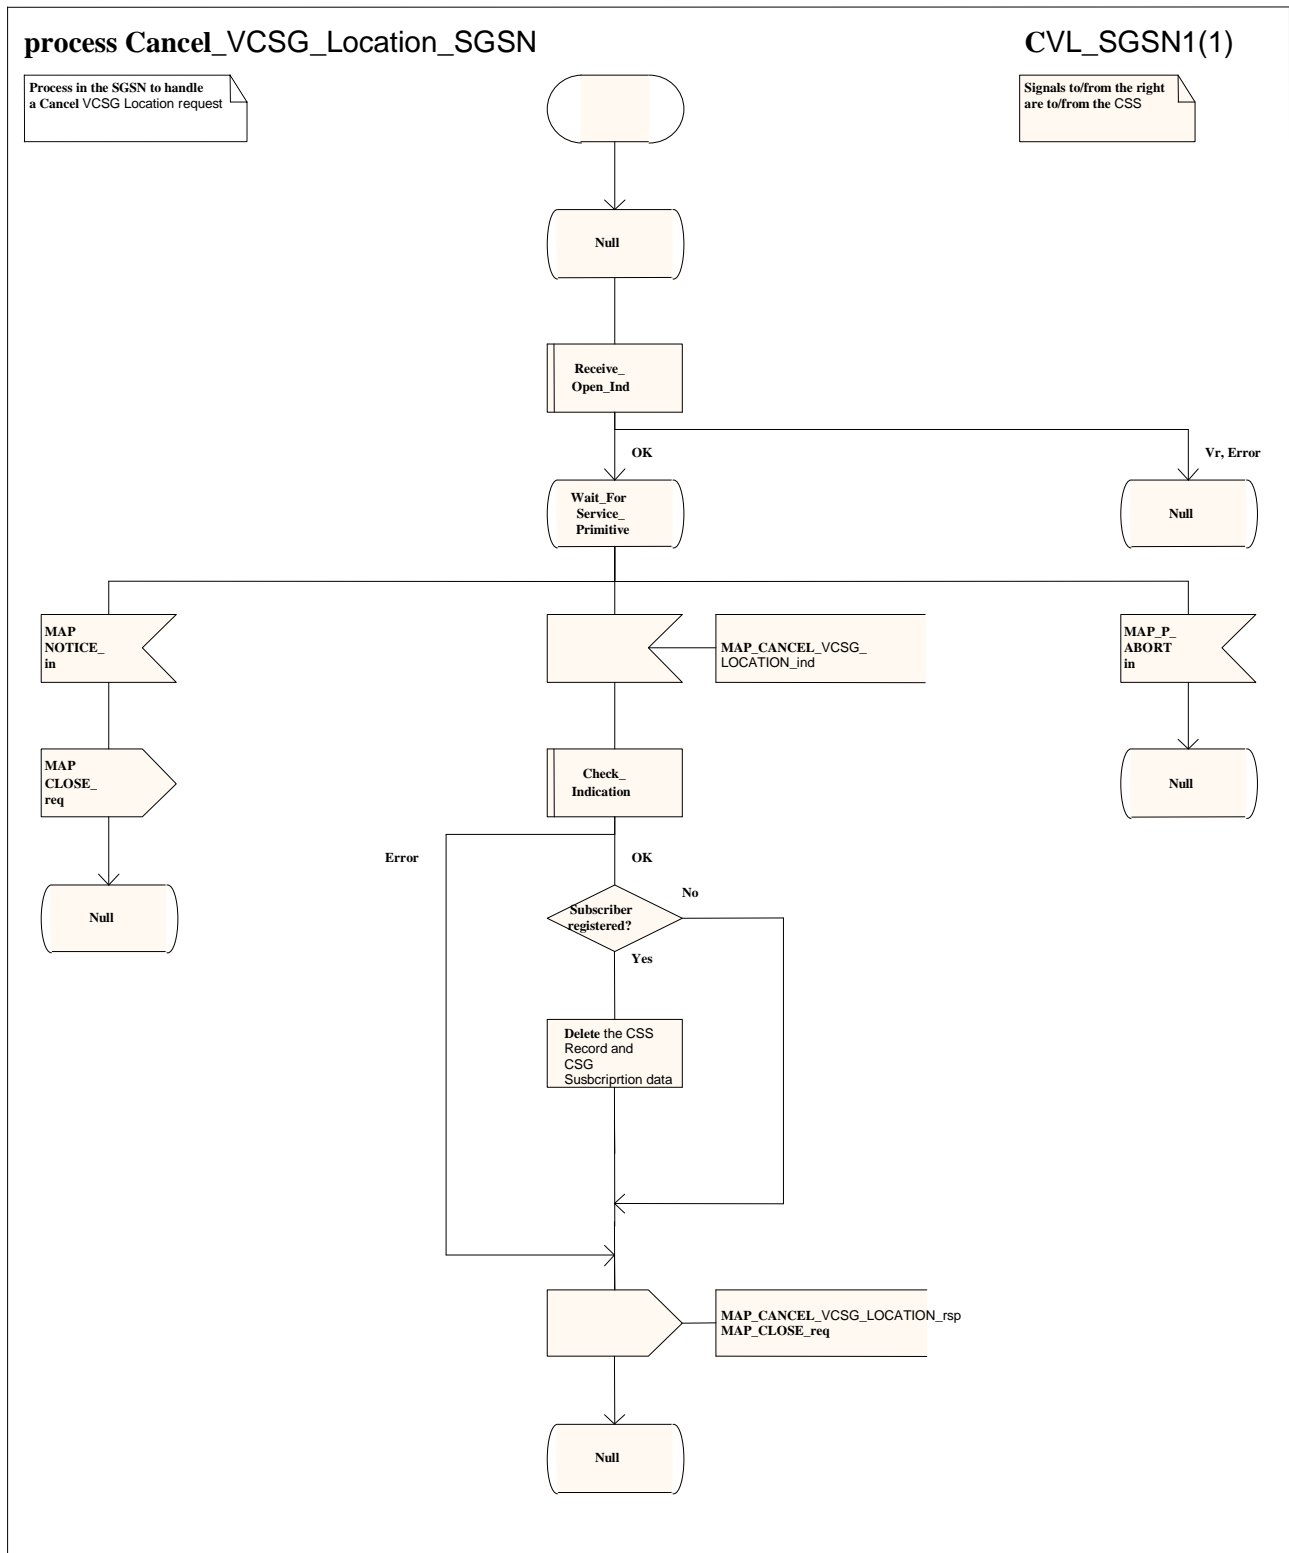 process Cancel_VCSG_Location_SGSN
CVL_SGSN1(1)
Process in the SGSN to handle
a Cancel VCSG Location request
Signals to/from the right
are to/from the CSS
Null
Receive_
Open_Ind
OK
Vr, Error
Wait_For
Service_
Primitive
Null
MAP
NOTICE_
in
MAP_CANCEL_VCSG_
LOCATION_ind
MAP_P_
ABORT
in
MAP
CLOSE_
req
Check_
Indication
Null
Error
OK
No
Null
Subscriber
registered?
Yes
Delete the CSS
Record and
CSG
Susbcriprtion data
MAP_CANCEL_VCSG_LOCATION_rsp
MAP_CLOSE_req
Null